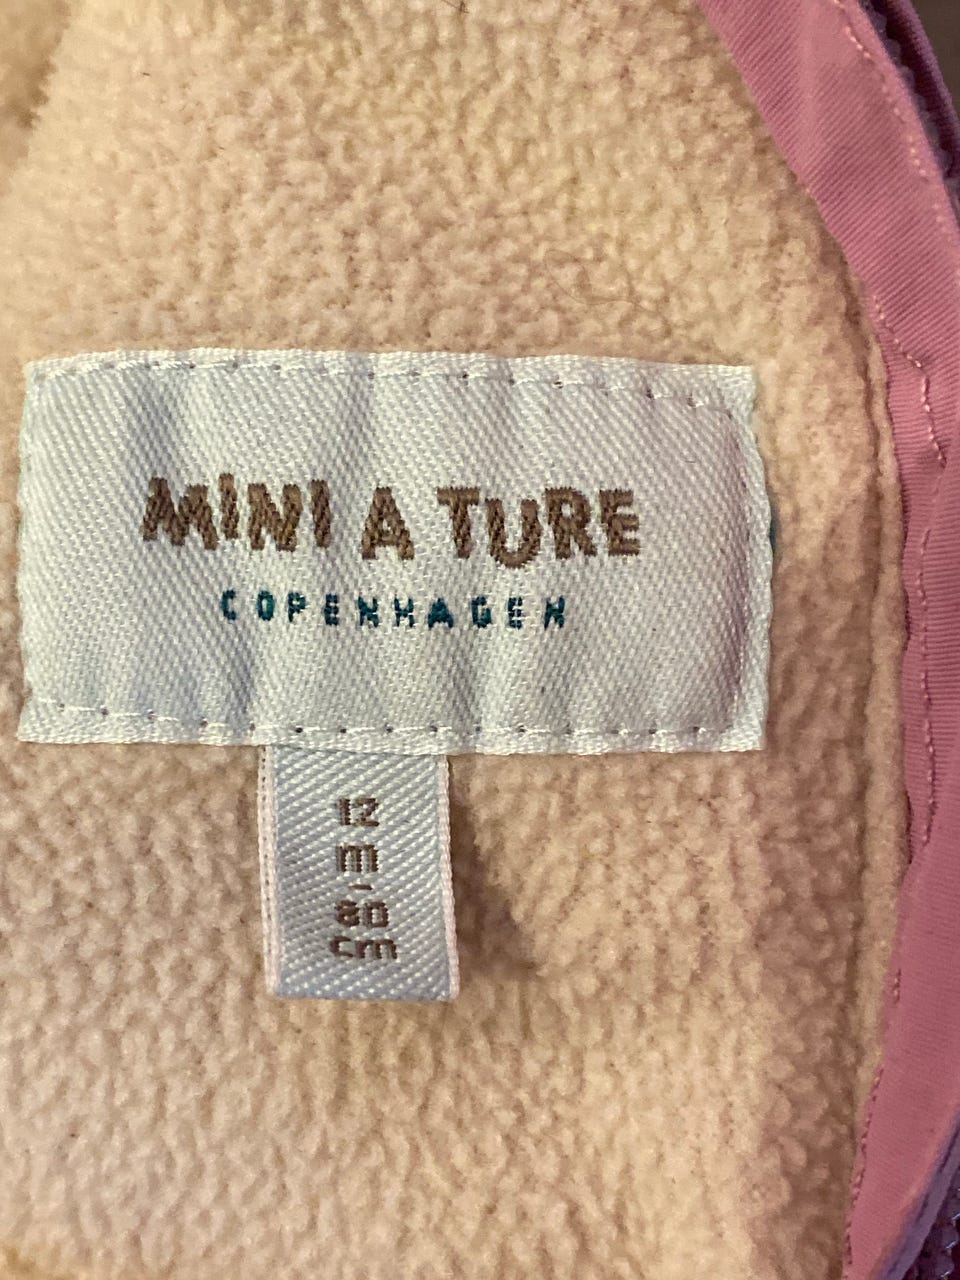 MINI A TURE
COPENHAGEN
12
m
-
80
cm